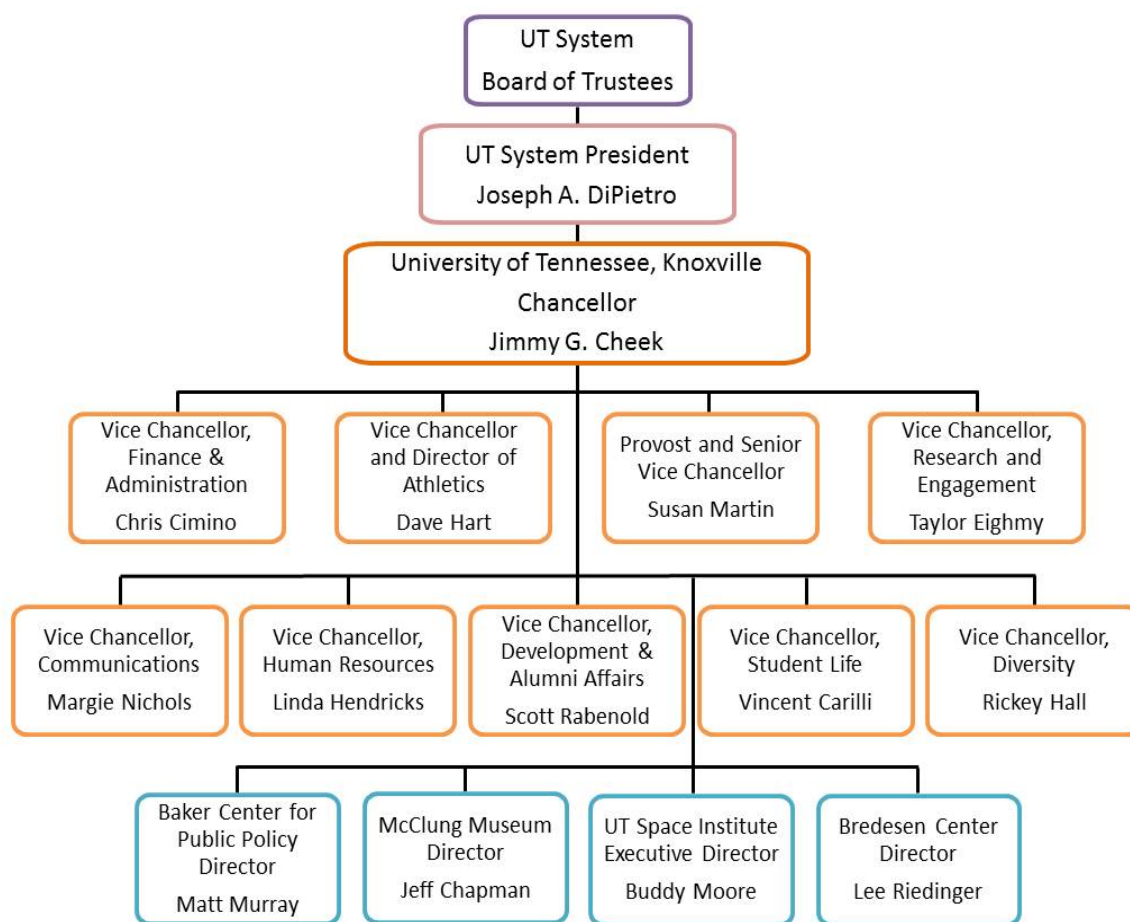 UT System
Board of Trustees
UT System President
Joseph A. DiPietro
University of Tennessee, Knoxville
Chancellor
Jimmy G. Cheek
Vice Chancellor,
Finance &
Administration
Chris Cimino
Vice Chancellor
and Director of
Athletics
Dave Hart
Provost and Senior
Vice Chancellor
Susan Martin
Vice Chancellor,
Research and
Engagement
Taylor Eighmy
Vice Chancellor,
Communications
Margie Nichols
Vice Chancellor,
Human Resources
Linda Hendricks
Vice Chancellor,
Development &
Alumni Affairs
Scott Rabenold
Vice Chancellor,
Student Life
Vincent Carilli
Vice Chancellor,
Diversity
Rickey Hall
Baker Center for
Public Policy
Director
Matt Murray
McClung Museum
Director
Jeff Chapman
UT Space Institute
Executive Director
Buddy Moore
Bredesen Center
Director
Lee Riedinger